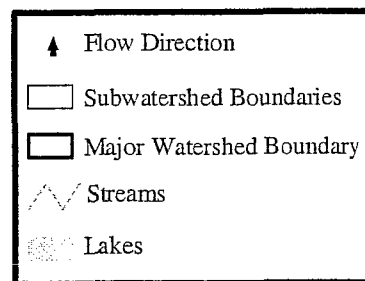 Flow Direction
Subwatershed Boundaries
Major Watershed Boundary
Streams
Lakes